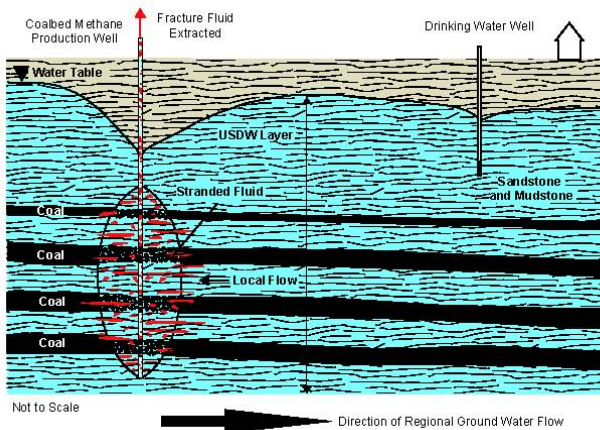 Coalbed Methane
Production Well
Fracture Fluid
Extracted
Drinking Water Well
Water Table
USDW Layer
Stranded Fluid
Sandstone
and Mudstone
Coal
Coal
Local Flow
Coal
Coal
Not to Scale
Direction of Regional Ground Water Flow